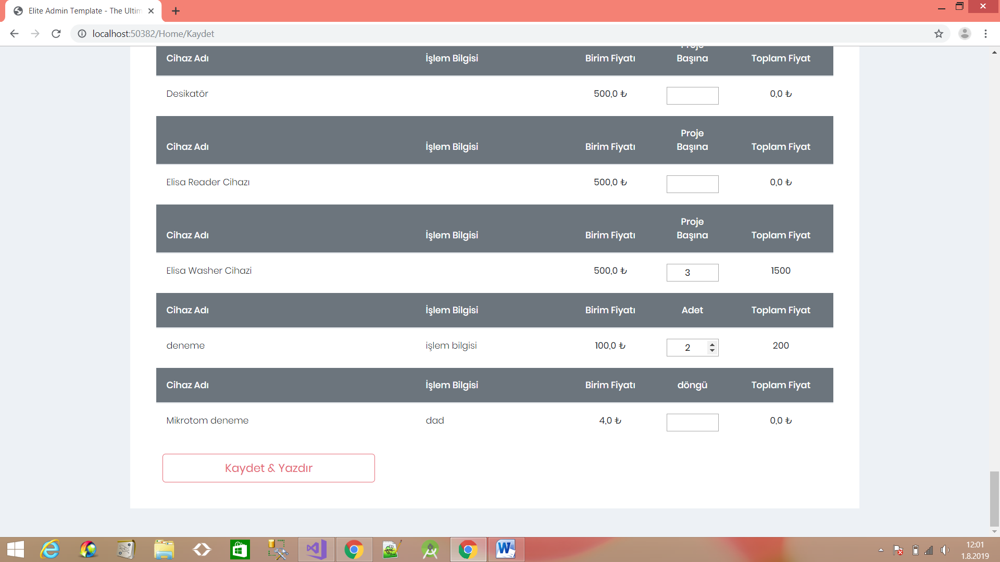 Elite Admin Template - The Ultim
localhost:50382/Home/Kaydet
Proje
Cihaz Adı İşlem Bilgisi Birim Fiyatı Başına Toplam Fiyat
Desikatör 500,0 ₺ 0,0 ₺
Proje
Cihaz Adı İşlem Bilgisi Birim Fiyatı Başına Toplam Fiyat
Elisa Reader Cihazı 500,0 ₺ 0,0 ₺
Proje
Cihaz Adı İşlem Bilgisi Birim Fiyatı Başına Toplam Fiyat
Elisa Washer Cihazi 500,0 ₺ 3 1500
Cihaz Adı İşlem Bilgisi Birim Fiyatı Adet Toplam Fiyat
deneme işlem bilgisi 100,0 ₺ 2 200
Cihaz Adı İşlem Bilgisi Birim Fiyatı döngü Toplam Fiyat
Mikrotom deneme dad 4,0 ₺ 0,0 ₺
Kaydet & Yazdır
12:01
1.8.2019